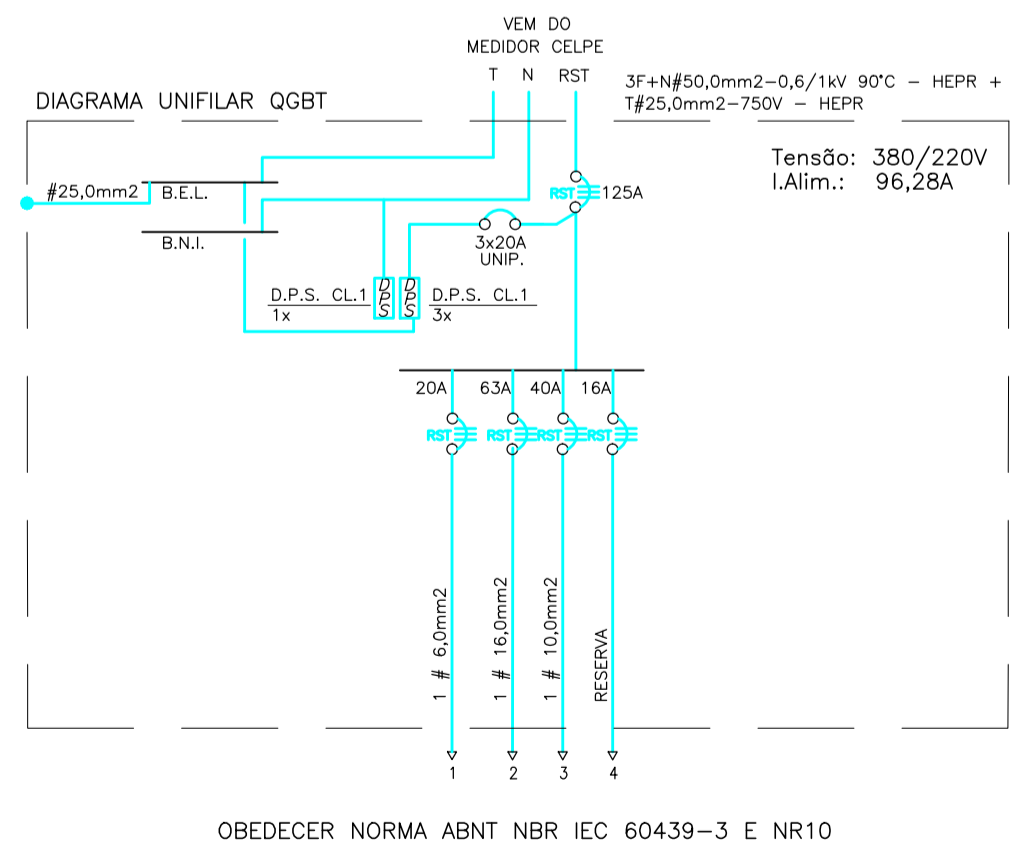 VEM DO
MEDIDOR CELPE
T N RST
3F+N#50,0mm2-0,6/1kV 90°C - HEPR +
T#25,0mm2-750V - HEPR
DIAGRAMA UNIFILAR QGBT
Tensão: 380/220V
I.Alim.: 96,28A
#25,0mm2
B.E.L.
RST
125A
B.N.I.
3x20A
UNIP.
D.P.S. CL.1
1x
DPS
DPS
D.P.S. CL.1
3x
20A 63A 40A 16A
RST RST RST RST
1 # 6,0mm2
1 # 16,0mm2
1 # 10,0mm2
RESERVA
1 2 3 4
OBEDECER NORMA ABNT NBR IEC 60439-3 E NR10